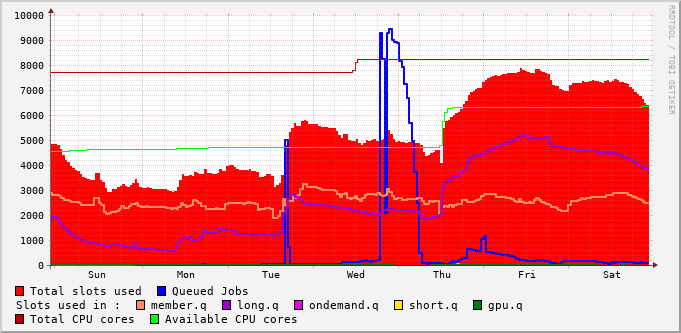 10000
9000
8000
7000
6000
5000
4000
3000
2000
1000
0
Sun Mon Tue Wed Thu Fri Sat
RRDTOOL / TOBI OETIKER
Total slots used Queued Jobs
Slots used in : member.q long.q ondemand.q short.q gpu.q
Total CPU cores Available CPU cores